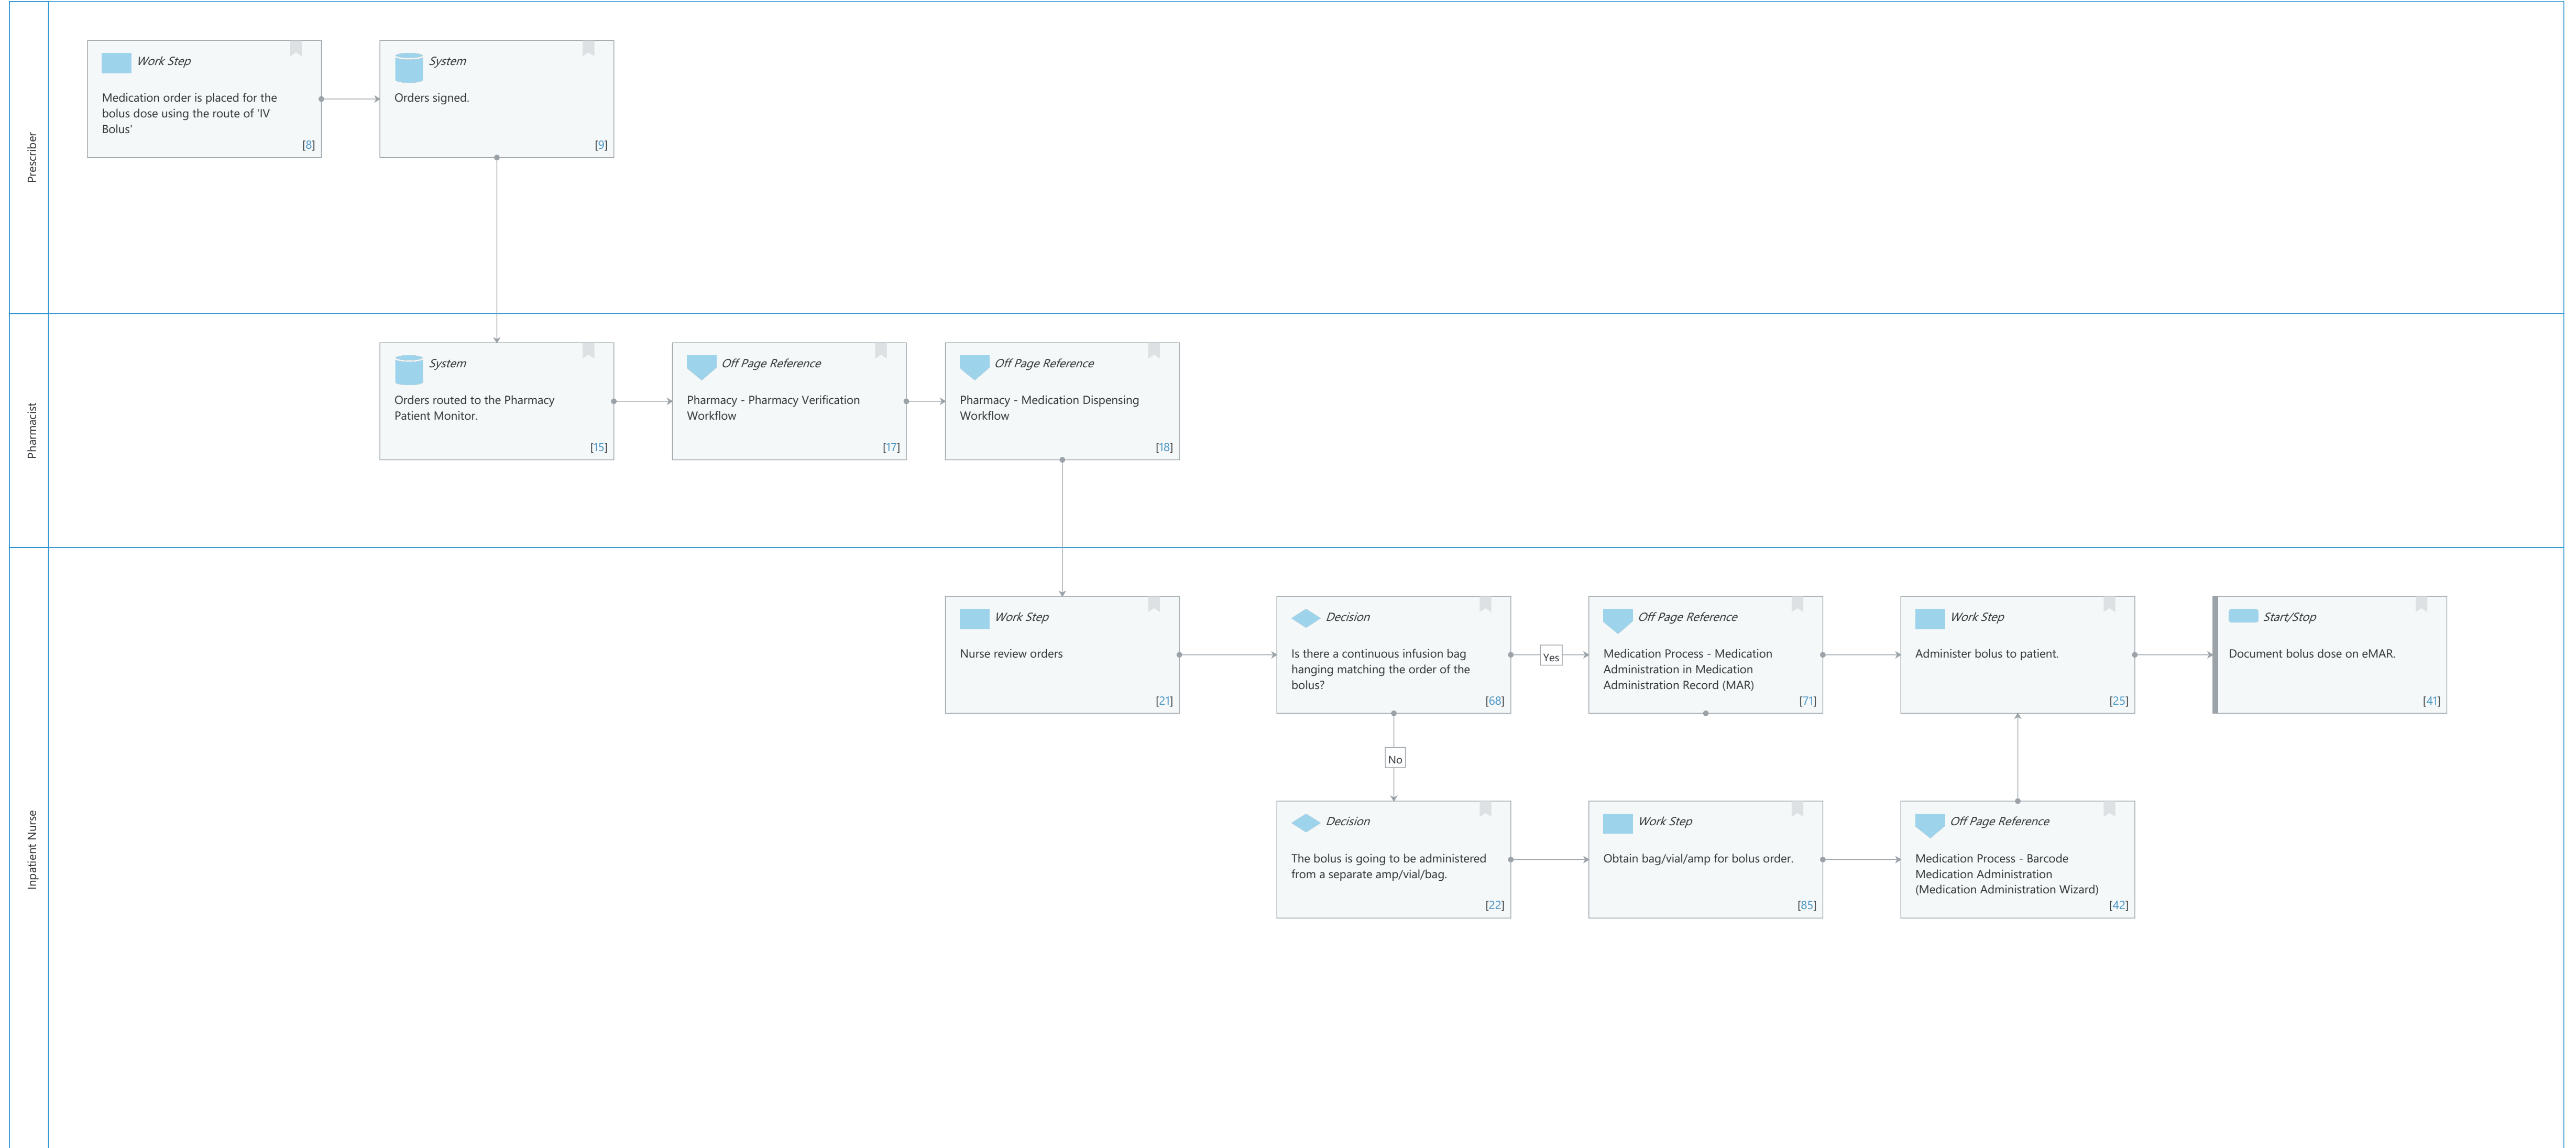 Prescriber
Work Step
Medication order is placed for the
bolus dose using the route of 'IV
Bolus'
[8]
System
Orders signed.
[9]
Pharmacist
System
Orders routed to the Pharmacy
Patient Monitor.
[15]
Off Page Reference
Pharmacy - Pharmacy Verification
Workflow
[17]
Off Page Reference
Pharmacy - Medication Dispensing
Workflow
[18]
Inpatient Nurse
Work Step
Nurse review orders
[21]
Decision
Is there a continuous infusion bag
hanging matching the order of the
bolus?
[68]
Yes
Off Page Reference
Medication Process - Medication
Administration in Medication
Administration Record (MAR)
[71]
Work Step
Administer bolus to patient.
[25]
Start/Stop
Document bolus dose on eMAR.
[41]
No
Decision
The bolus is going to be administered
from a separate amp/vial/bag.
[22]
Work Step
Obtain bag/vial/amp for bolus order.
[85]
Off Page Reference
Medication Process - Barcode
Medication Administration
(Medication Administration Wizard)
[42]